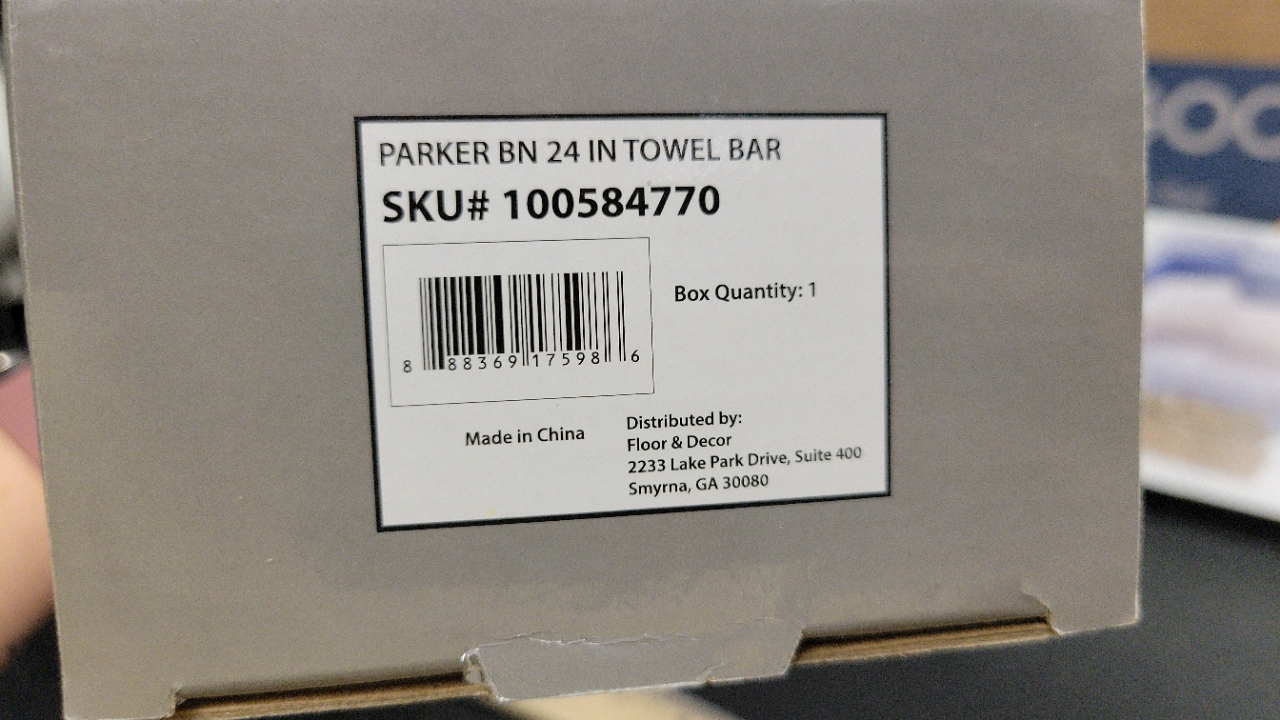 PARKER BN 24 IN TOWEL BAR
SKU# 100584770
Box Quantity: 1
8 88369 17598 6
Made in China
Distributed by:
Floor & Decor
2233 Lake Park Drive, Suite 400
Smyrna, GA 30080